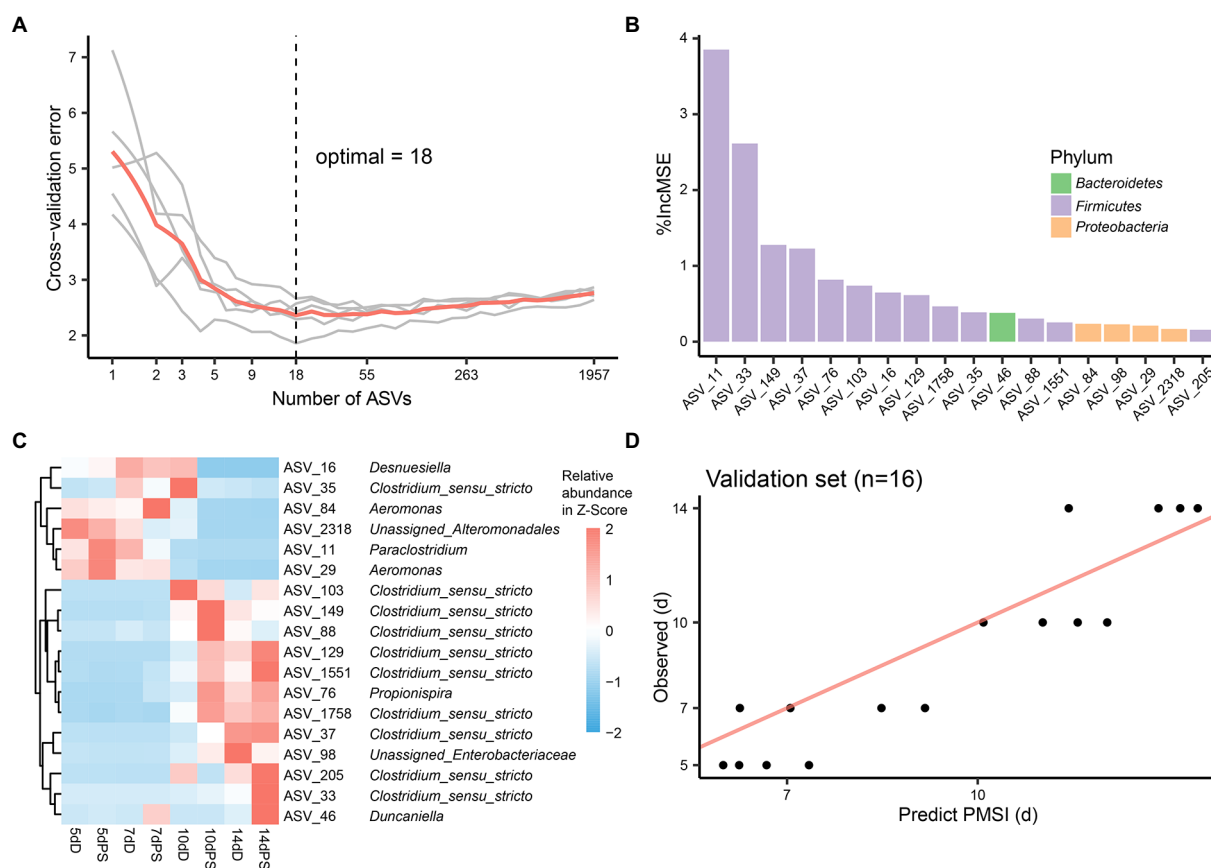 A
7
6
5
4
3
2
Cross−validation error
optimal = 18
1
2
3
5
9
18
55
263
1957
Number of ASVs
B
4
3
2
1
0
%IncMSE
Phylum
Bacteroidetes
Firmicutes
Proteobacteria
ASV_11
ASV_33
ASV_149
ASV_37
ASV_76
ASV_103
ASV_16
ASV_129
ASV_1758
ASV_35
ASV_46
ASV_88
ASV_1551
ASV_84
ASV_98
ASV_29
ASV_2318
ASV_205
C
ASV_16 Desnuesiella
ASV_35 Clostridium_sensu_stricto
ASV_84 Aeromonas
ASV_2318 Unassigned_Alteromonadales
ASV_11 Paraclostridium
ASV_29 Aeromonas
ASV_103 Clostridium_sensu_stricto
ASV_149 Clostridium_sensu_stricto
ASV_88 Clostridium_sensu_stricto
ASV_129 Clostridium_sensu_stricto
ASV_1551 Clostridium_sensu_stricto
ASV_76 Propionispira
ASV_1758 Clostridium_sensu_stricto
ASV_37 Clostridium_sensu_stricto
ASV_98 Unassigned_Enterobacteriaceae
ASV_205 Clostridium_sensu_stricto
ASV_33 Clostridium_sensu_stricto
ASV_46 Duncaniella
5dD
5dPS
7dD
7dPS
10dD
10dPS
14dD
14dPS
Relative
abundance
in Z-Score
2
1
0
−1
−2
D
Validation set (n=16)
14
10
7
5
Observed (d)
7
10
Predict PMSI (d)